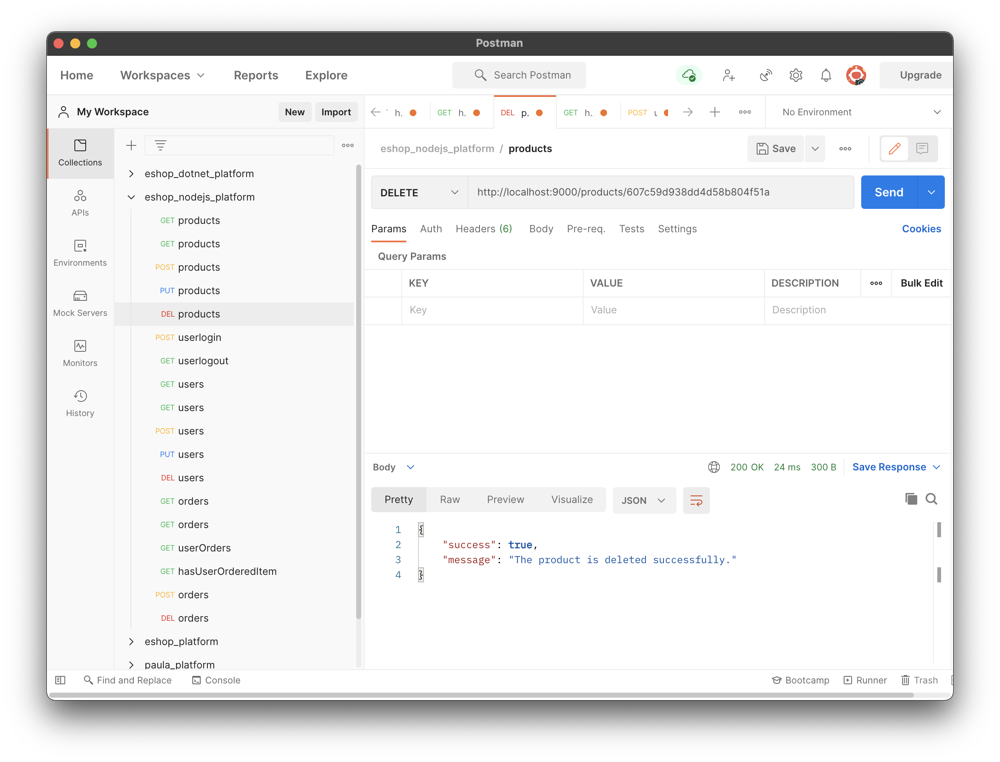 Postman
Home Workspaces Reports Explore Search Postman Upgrade
My Workspace New Import
h. GET h. DEL p. GET h.. POST No Environment
Collections
APIs
Environments
Mock Servers
Monitors
History
eshop_dotnet_platform
eshop_nodejs_platform
GET products
GET products
POST products
PUT products
DEL products
POST userlogin
GET userlogout
GET users
GET users
POST users
PUT users
DEL users
GET orders
GET orders
GET userOrders
GET hasUserOrderedItem
POST orders
DEL orders
eshop_platform
paula_platform
eshop_nodejs_platform / products Save
DELETE http://localhost:9000/products/607c59d938dd4d58b804f51a Send
Params Auth Headers (6) Body Pre-req. Tests Settings Cookies
Query Params
KEY VALUE DESCRIPTION Bulk Edit
Key Value Description
Body 200 OK 24 ms 300 B Save Response
Pretty Raw Preview Visualize JSON
1 {
2 "success": true,
3 "message": "The product is deleted successfully."
4 }
Find and Replace Console Bootcamp Runner Trash